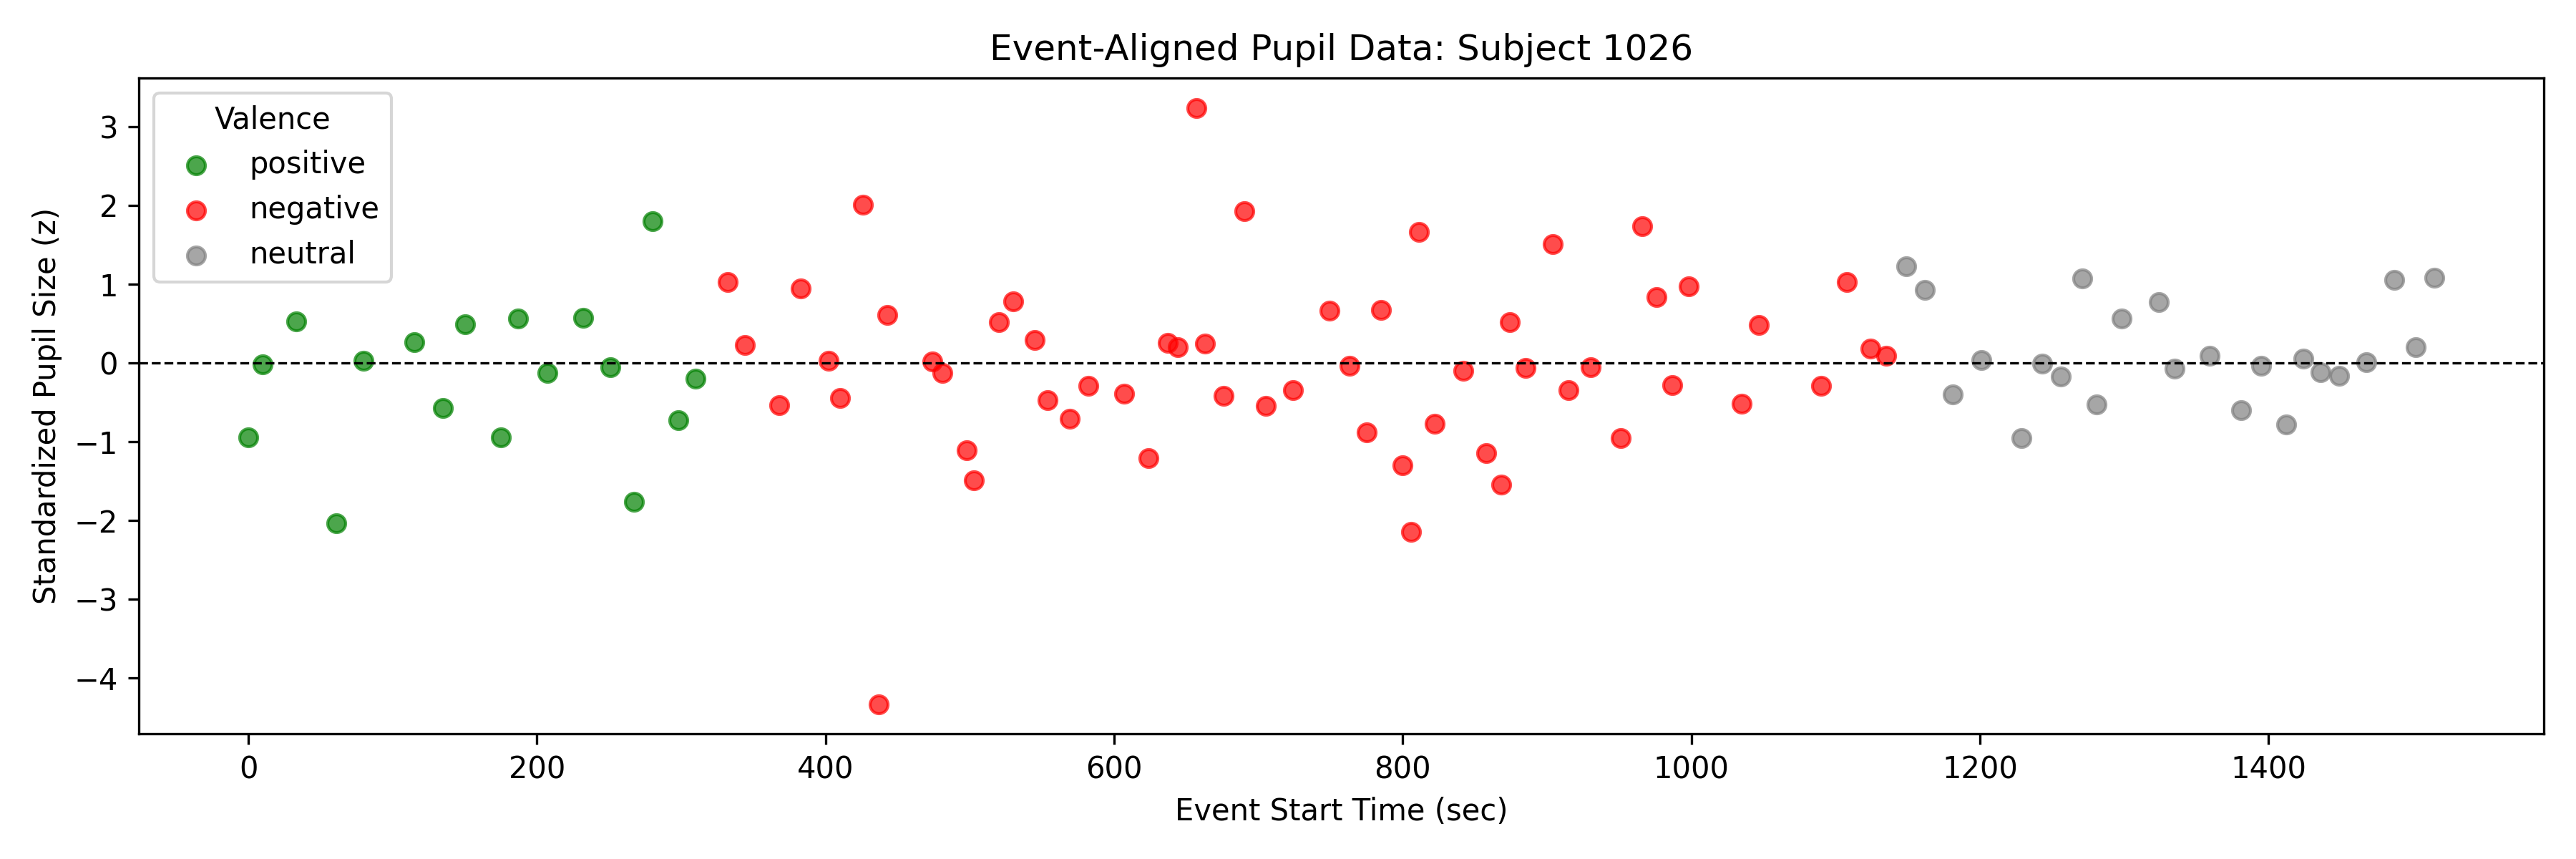 Event-Aligned Pupil Data: Subject 1026
Valence
positive
negative
neutral
Standardized Pupil Size (z)
3
2
1
0
−1
−2
−3
−4
0 200 400 600 800 1000 1200 1400
Event Start Time (sec)